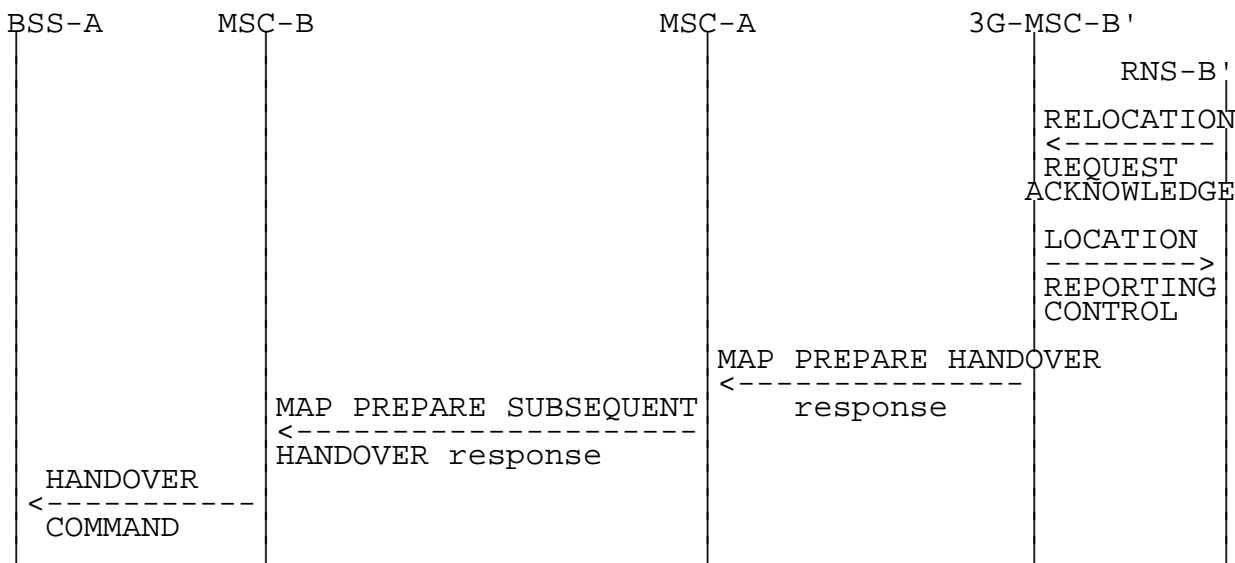 BSS-A MSC-B MSC-A 3G-MSC-B'
RNS-B'
RELOCATION
REQUEST
ACKNOWLEDGE
LOCATION
REPORTING
CONTROL
MAP PREPARE HANDOVER
response
MAP PREPARE SUBSEQUENT
HANDOVER response
HANDOVER
COMMAND